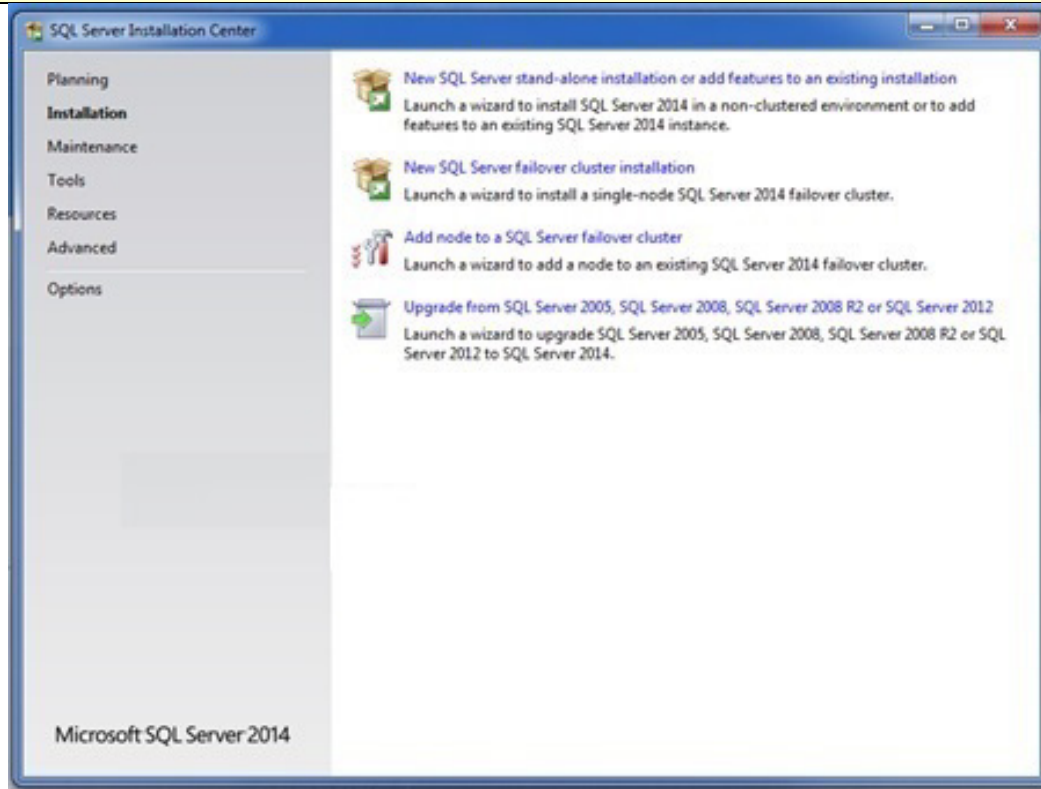 SQL Server Installation Center
Planning
Installation
Maintenance
Tools
Resources
Advanced
Options
Microsoft SQL Server 2014
New SQL Server stand-alone installation or add features to an existing installation
Launch a wizard to install SQL Server 2014 in a non-clustered environment or to add
features to an existing SQL Server 2014 instance.
New SQL Server failover cluster installation
Launch a wizard to install a single-node SQL Server 2014 failover cluster.
Add node to a SQL Server failover cluster
Launch a wizard to add a node to an existing SQL Server 2014 failover cluster.
Upgrade from SQL Server 2005, SQL Server 2008, SQL Server 2008 R2 or SQL Server 2012
Launch a wizard to upgrade SQL Server 2005, SQL Server 2008, SQL Server 2008 R2 or SQL
Server 2012 to SQL Server 2014.